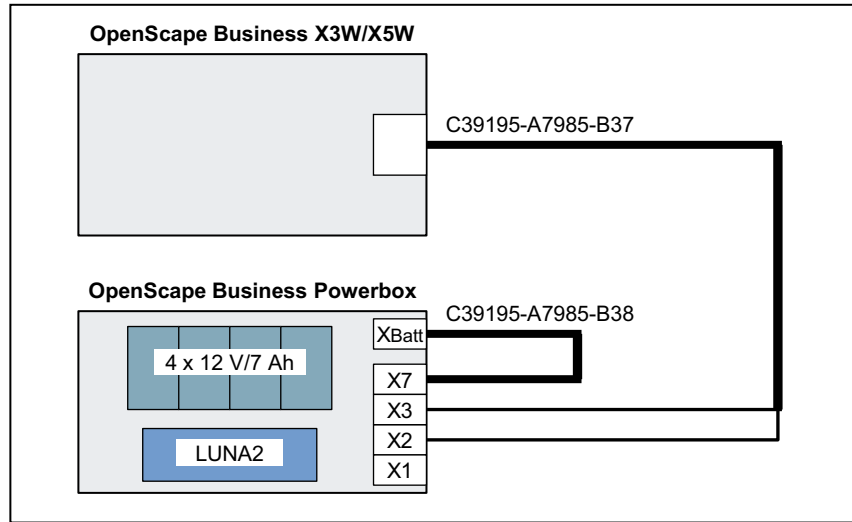 OpenScape Business X3W/X5W
C39195-A7985-B37
OpenScape Business Powerbox
C39195-A7985-B38
XBatt
4 x 12 V/7 Ah
X7
X3
X2
LUNA2
X1